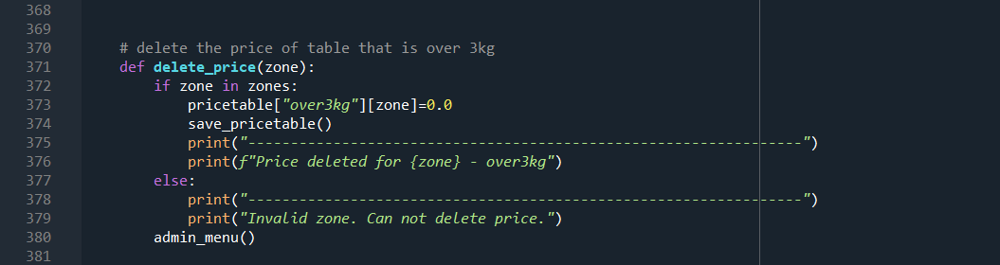 368
369
370 # delete the price of table that is over 3kg
371 def delete_price(zone):
372 if zone in zones:
373 pricetable["over3kg"][zone]=0.0
374 save_pricetable()
375 print("-----------------------------------------------------------------")
376 print(f"Price deleted for {zone} - over3kg")
377 else:
378 print("-----------------------------------------------------------------")
379 print("Invalid zone. Can not delete price.")
380 admin_menu()
381